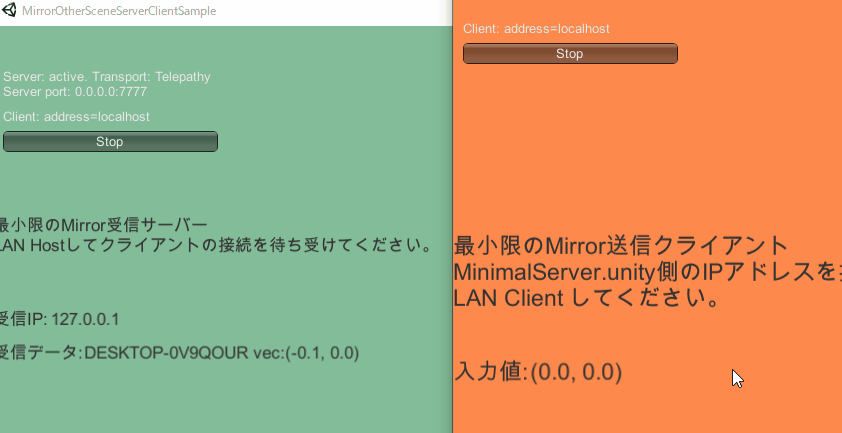 MirrorOtherSceneServerClientSample
Server: active. Transport: Telepathy
Server port: 0.0.0.0:7777
Client: address=localhost
Stop
最小限のMirror受信サーバー
LAN Hostしてクライアントの接続を待ち受けてください。
受信IP: 127.0.0.1
受信データ:DESKTOP-0V9QOUR vec:(-0.1, 0.0)
Client: address=localhost
Stop
最小限のMirror送信クライアント
MinimalServer.unity側のIPアドレスを
LAN Client してください。
入力値:(0.0, 0.0)